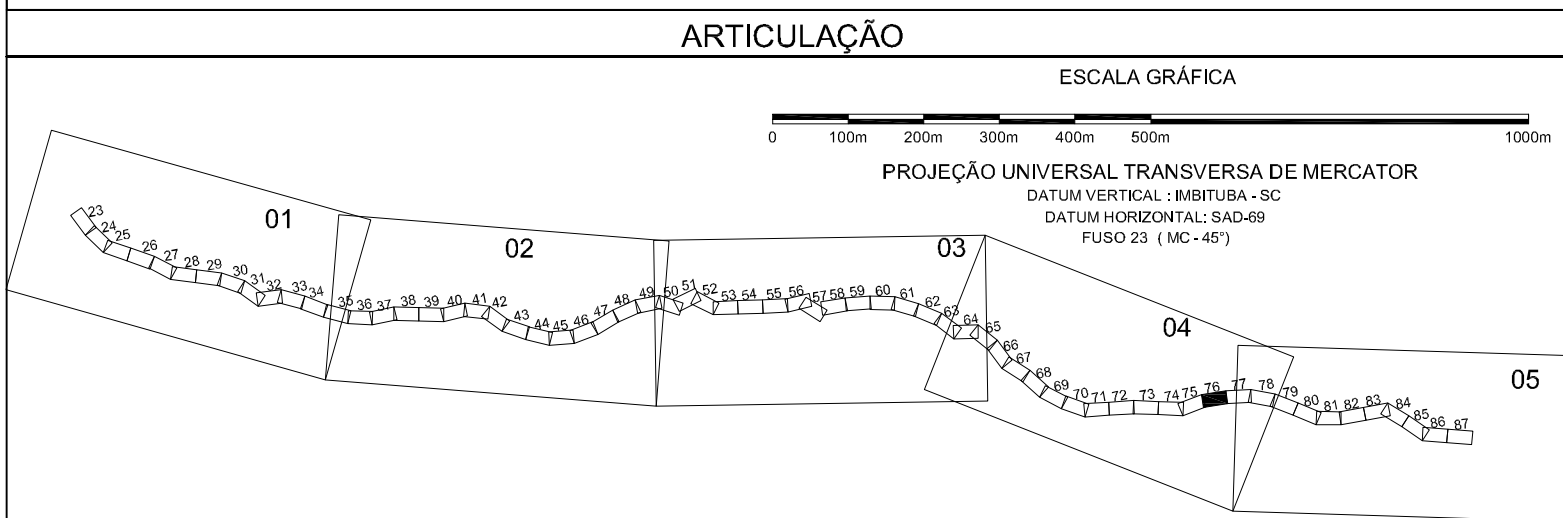 ARTICULAÇÃO
ESCALA GRÁFICA
0 100m 200m 300m 400m 500m 1000m
PROJEÇÃO UNIVERSAL TRANSVERSA DE MERCATOR
DATUM VERTICAL : IMBITUBA - SC
DATUM HORIZONTAL: SAD-69
FUSO 23 ( MC - 45°)
01
02
03
04
05
23 24 25 26 27 28 29 30 31 32 33 34 35 36 37 38 39 40 41 42 43 44 45 46 47 48 49 50 51 52 53 54 55 56 57 58 59 60 61 62 63 64 65 66 67 68 69 70 71 72 73 74 75 76 77 78 79 80 81 82 83 84 85 86 87